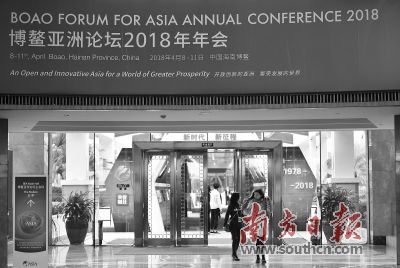 BOAO FORUM FOR ASIA ANNUAL CONFERENCE 2018
博鳌亚洲论坛2018年年会
8-11th, April, Boao, Hainan Province, China 2018年4月8-11日·中国海南博鳌
An Open and Innovative Asia for a World of Greater Prosperity 开放创新的亚洲 繁荣发展的世界
新时代 新征程
1978-
-2018
ASIA
南方日报
www.southcn.com